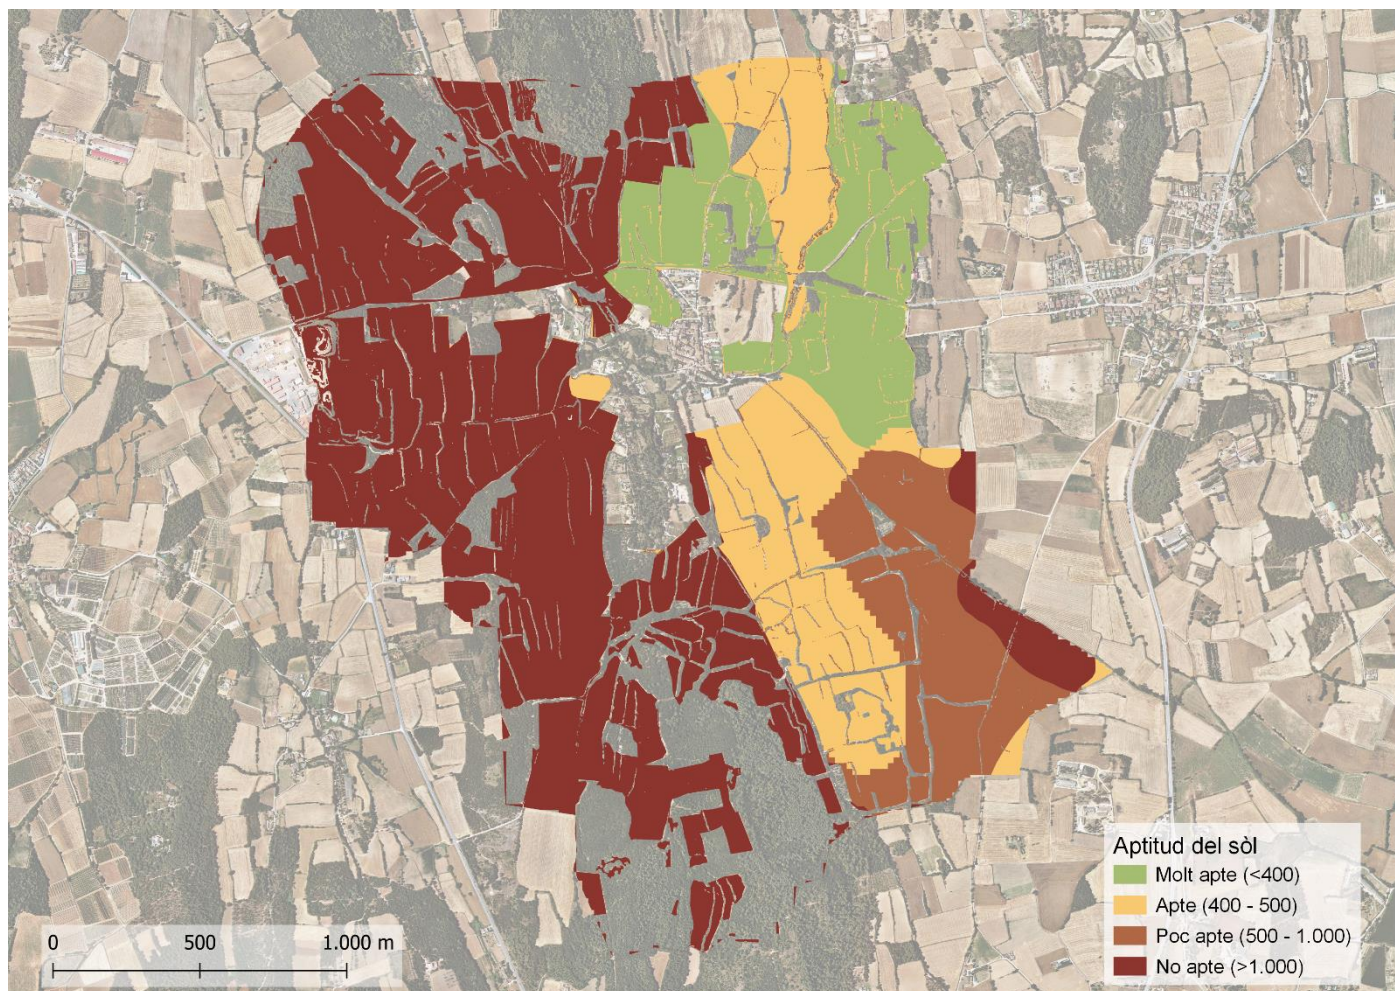 Aptitud del sòl
Molt apte (<400)
Apte (400 - 500)
Poc apte (500 - 1.000)
No apte (>1.000)
0 500 1.000 m